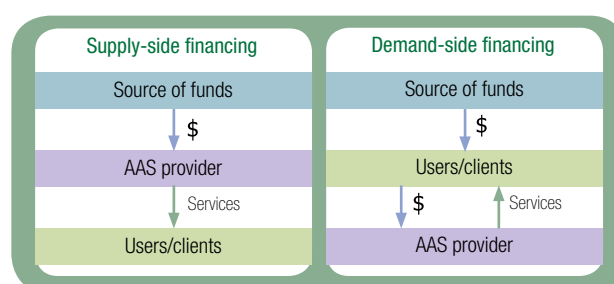 Supply-side financing
Source of funds
$
AAS provider
Services
Users/clients
Demand-side financing
Source of funds
$
Users/clients
$
Services
AAS provider